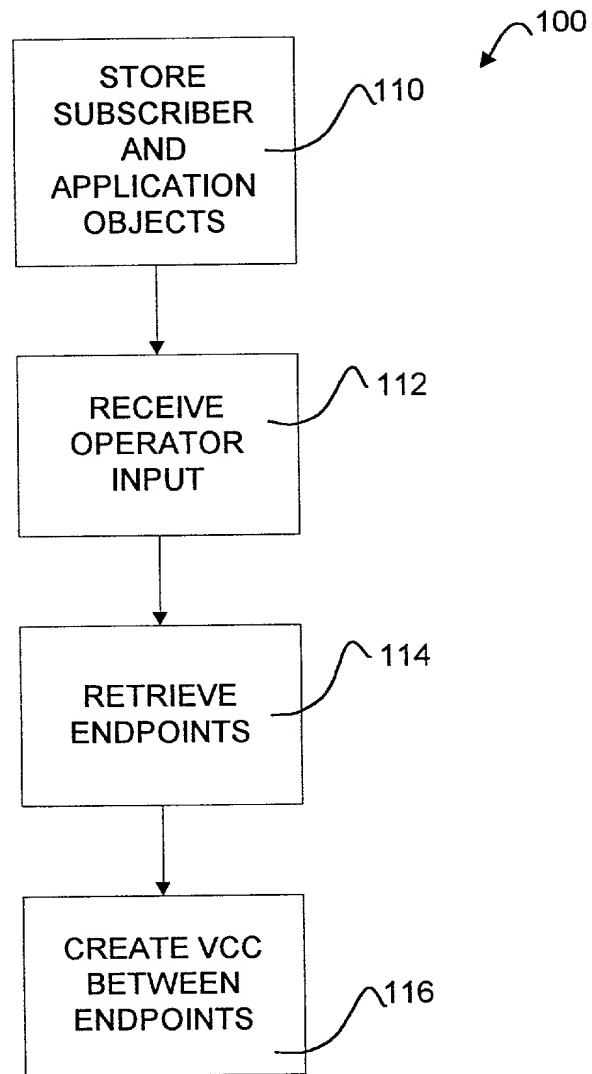 100
STORE
SUBSCRIBER
AND
APPLICATION
OBJECTS
110
RECEIVE
OPERATOR
INPUT
112
RETRIEVE
ENDPOINTS
114
CREATE VCC
BETWEEN
ENDPOINTS
116